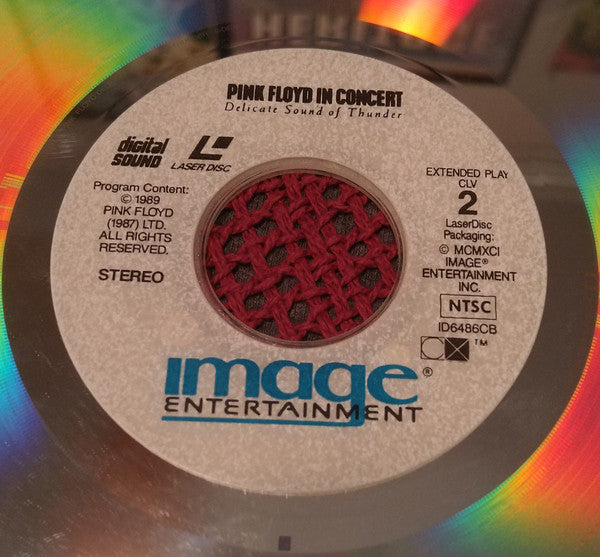 PINK FLOYD IN CONCERT
Delicate Sound of Thunder
digital
SOUND
LASER DISC
Program Content:
© 1989
PINK FLOYD
(1987) LTD.
ALL RIGHTS
RESERVED.
STEREO
EXTENDED PLAY
CLV
2
LaserDisc
Packaging:
© MCMXCI
IMAGE®
ENTERTAINMENT
INC.
NTSC
ID6486CB
TM
image®
ENTERTAINMENT